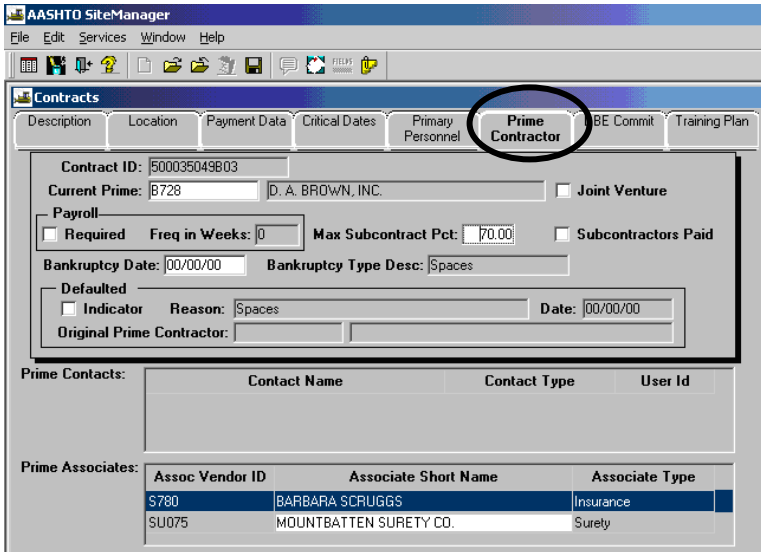 AASHTO SiteManager
File Edit Services Window Help
FIELDS
Contracts
Description Location Payment Data Critical Dates Primary Personnel Prime Contractor DBE Commit Training Plan
Contract ID: 500035049B03
Current Prime: B728 D. A. BROWN, INC. Joint Venture
Payroll
Required Freq in Weeks: 0 Max Subcontract Pct: 70.00 Subcontractors Paid
Bankruptcy Date: 00/00/00 Bankruptcy Type Desc: Spaces
Defaulted
Indicator Reason: Spaces Date: 00/00/00
Original Prime Contractor:
Prime Contacts: Contact Name Contact Type User Id
Prime Associates: Assoc Vendor ID Associate Short Name Associate Type
S780 BARBARA SCRUGGS Insurance
SU075 MOUNTBATTEN SURETY CO. Surety